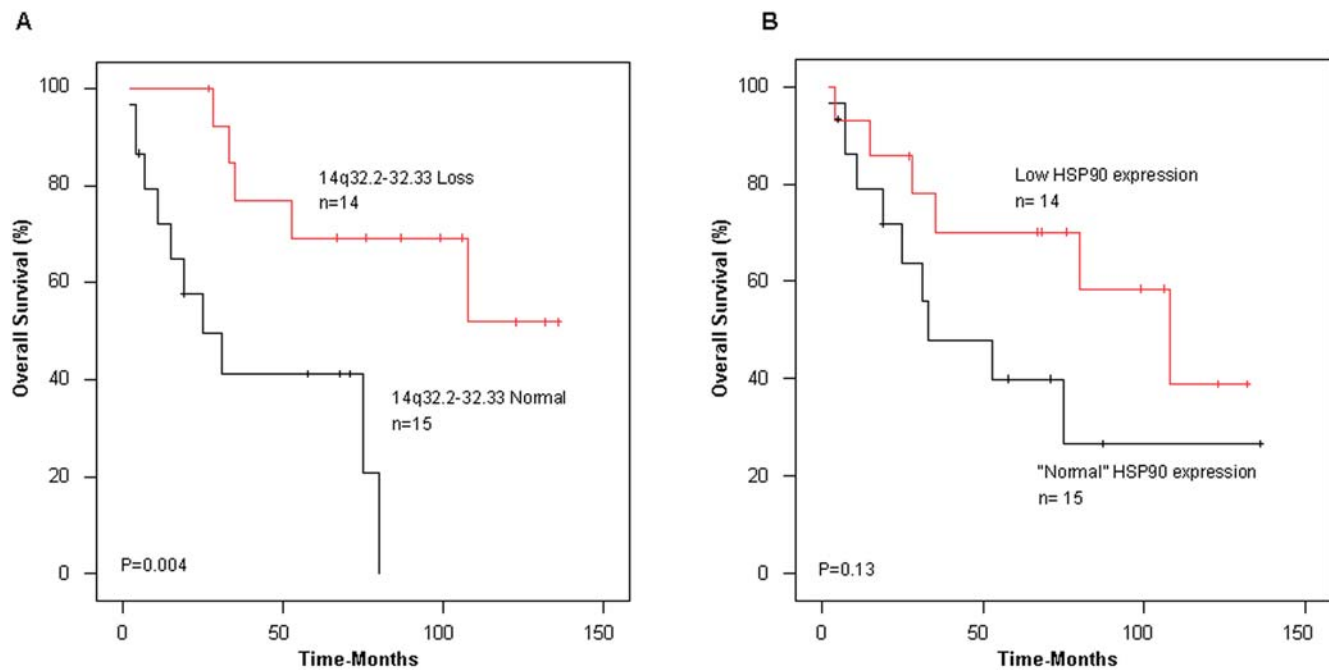 A
100
80
60
40
20
0
Overall Survival (%)
14q32.2-32.33 Loss
n=14
14q32.2-32.33 Normal
n=15
P=0.004
0 50 100 150
Time-Months
B
100
80
60
40
20
0
Overall Survival (%)
Low HSP90 expression
n= 14
"Normal" HSP90 expression
n= 15
P=0.13
0 50 100 150
Time-Months